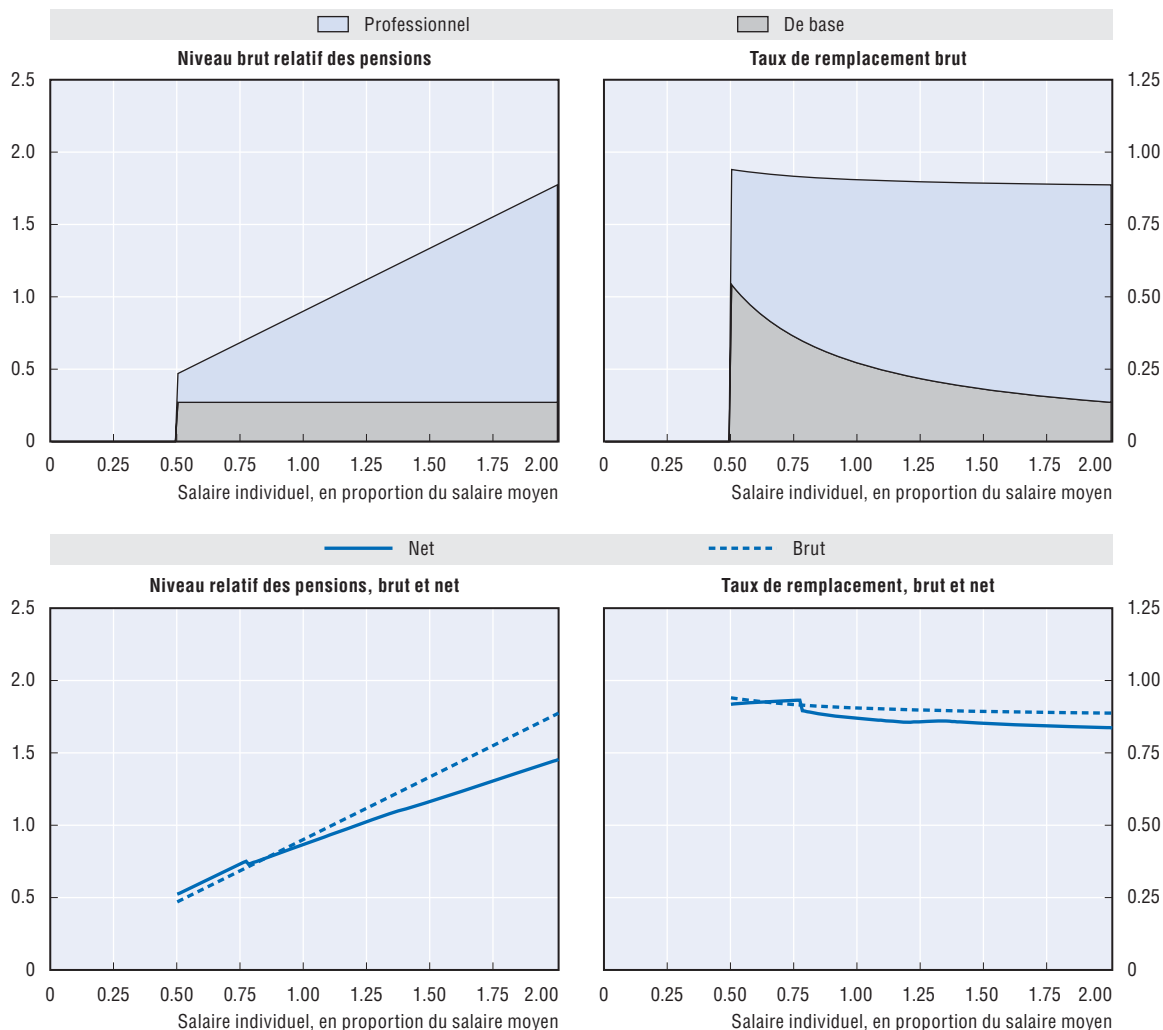 Professionnel De base
Niveau brut relatif des pensions Taux de remplacement brut
2.5 1.25
2.0 1.00
1.5 0.75
1.0 0.50
0.5 0.25
0 0
0 0.25 0.50 0.75 1.00 1.25 1.50 1.75 2.00 0 0.25 0.50 0.75 1.00 1.25 1.50 1.75 2.00
Salaire individuel, en proportion du salaire moyen Salaire individuel, en proportion du salaire moyen
Net Brut
Niveau relatif des pensions, brut et net Taux de remplacement, brut et net
2.5 1.25
2.0 1.00
1.5 0.75
1.0 0.50
0.5 0.25
0 0
0 0.25 0.50 0.75 1.00 1.25 1.50 1.75 2.00 0 0.25 0.50 0.75 1.00 1.25 1.50 1.75 2.00
Salaire individuel, en proportion du salaire moyen Salaire individuel, en proportion du salaire moyen